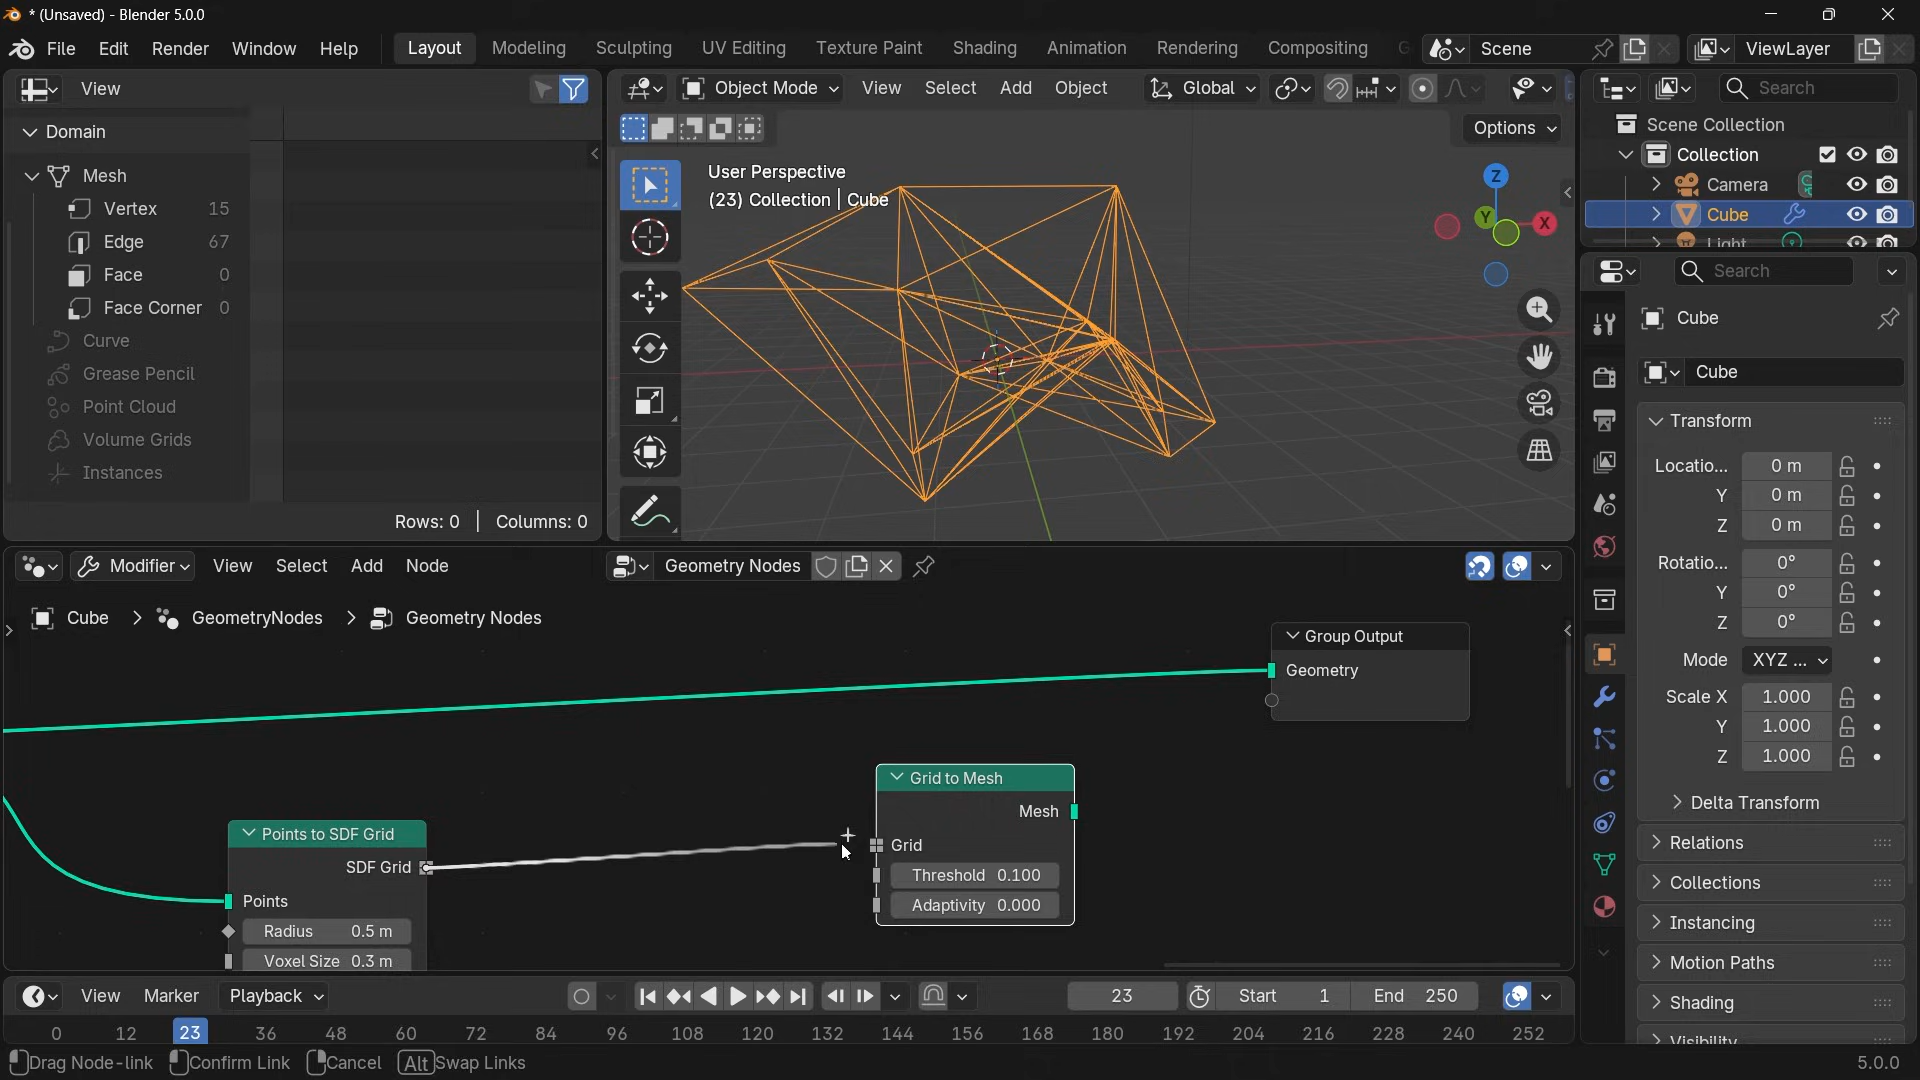 * (Unsaved) - Blender 5.0.0
File Edit Render Window Help
Layout Modeling Sculpting UV Editing Texture Paint Shading Animation Rendering Compositing
Scene
ViewLayer
View
Domain
Mesh
Vertex 15
Edge 67
Face 0
Face Corner 0
Curve
Grease Pencil
Point Cloud
Volume Grids
Instances
Rows: 0 | Columns: 0
Object Mode View Select Add Object Global
Options
User Perspective
(23) Collection | Cube
Z
Y
X
Search
Scene Collection
Collection
Camera
Cube
Light
Search
Cube
Cube
Transform
Locatio... 0 m
Y 0 m
Z 0 m
Rotatio... 0°
Y 0°
Z 0°
Mode XYZ ...
Scale X 1.000
Y 1.000
Z 1.000
Delta Transform
Relations
Collections
Instancing
Motion Paths
Shading
Visibility
Modifier View Select Add Node
Geometry Nodes
Cube > GeometryNodes > Geometry Nodes
Group Output
Geometry
Grid to Mesh
Mesh
Grid
Threshold 0.100
Adaptivity 0.000
Points to SDF Grid
SDF Grid
Points
Radius 0.5 m
Voxel Size 0.3 m
View Marker Playback
23
Start 1
End 250
0 12 23 36 48 60 72 84 96 108 120 132 144 156 168 180 192 204 216 228 240 252
Drag Node-link Confirm Link Cancel Alt Swap Links
5.0.0